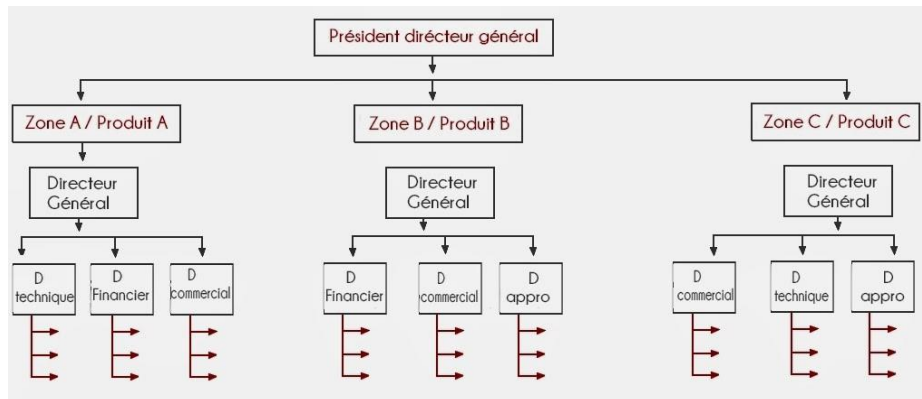 Président dirécteur général
Zone A / Produit A
Zone B / Produit B
Zone C / Produit C
Directeur
Général
Directeur
Général
Directeur
Général
D
technique
D
Financier
D
commercial
D
Financier
D
commercial
D
appro
D
commercial
D
technique
D
appro